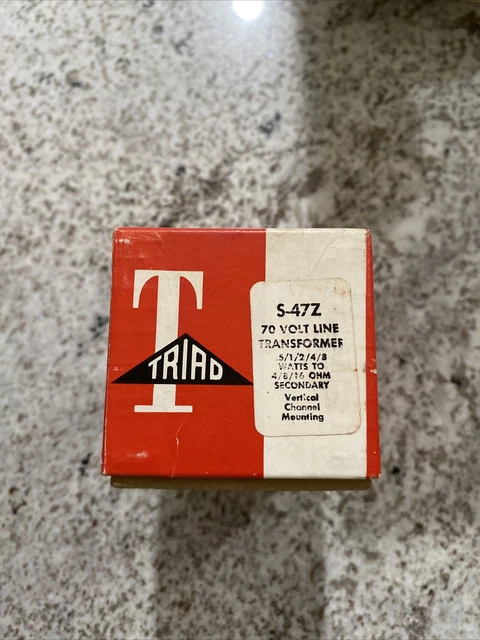 T
TRIAD
S-47Z
70 VOLT LINE
TRANSFORMER
.5/1/2/4/8
WATTS TO
4/8/16 OHM
SECONDARY
Vertical
Channel
Mounting